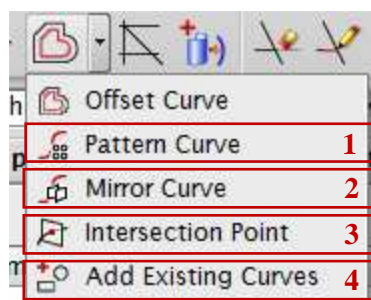 h Offset Curve
p Pattern Curve 1
Mirror Curve 2
Intersection Point 3
m Add Existing Curves 4